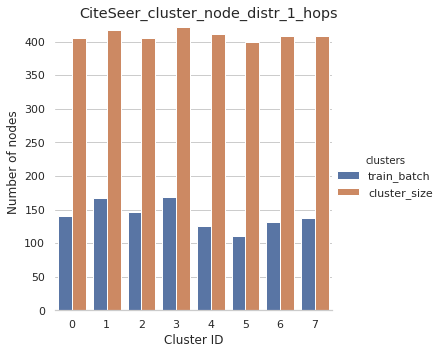 CiteSeer_cluster_node_distr_1_hops
Number of nodes
400
350
300
250
200
150
100
50
0
0 1 2 3 4 5 6 7
Cluster ID
clusters
train_batch
cluster_size